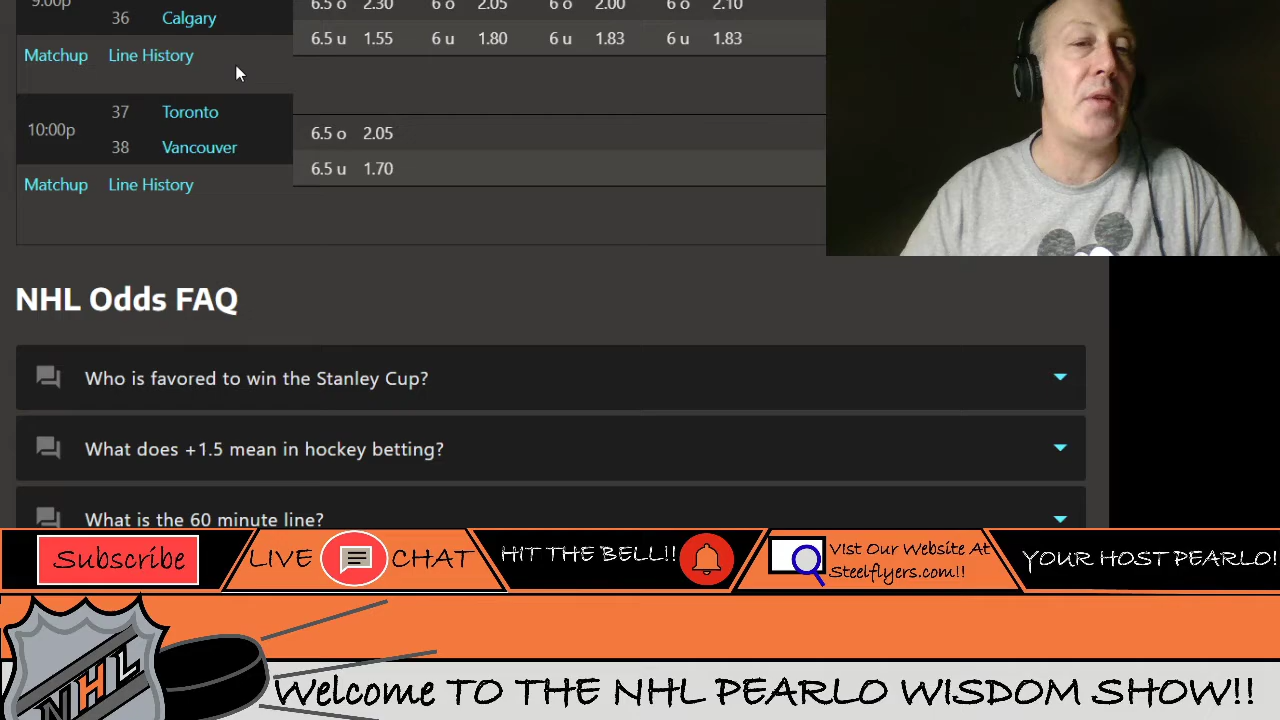 9:00p
36 Calgary
6.5 o 2.30 6 o 2.05 6 o 2.00 6 o 2.10
6.5 u 1.55 6 u 1.80 6 u 1.83 6 u 1.83
Matchup Line History
10:00p
37 Toronto
38 Vancouver
6.5 o 2.05
6.5 u 1.70
Matchup Line History
NHL Odds FAQ
Who is favored to win the Stanley Cup?
What does +1.5 mean in hockey betting?
What is the 60 minute line?
Subscribe
LIVE CHAT
HIT THE BELL!!
VIst Our Website At
Steelflyers.com!!
YOUR HOST PEARLO!
NHL
Welcome TO THE NHL PEARLO WISDOM SHOW!!